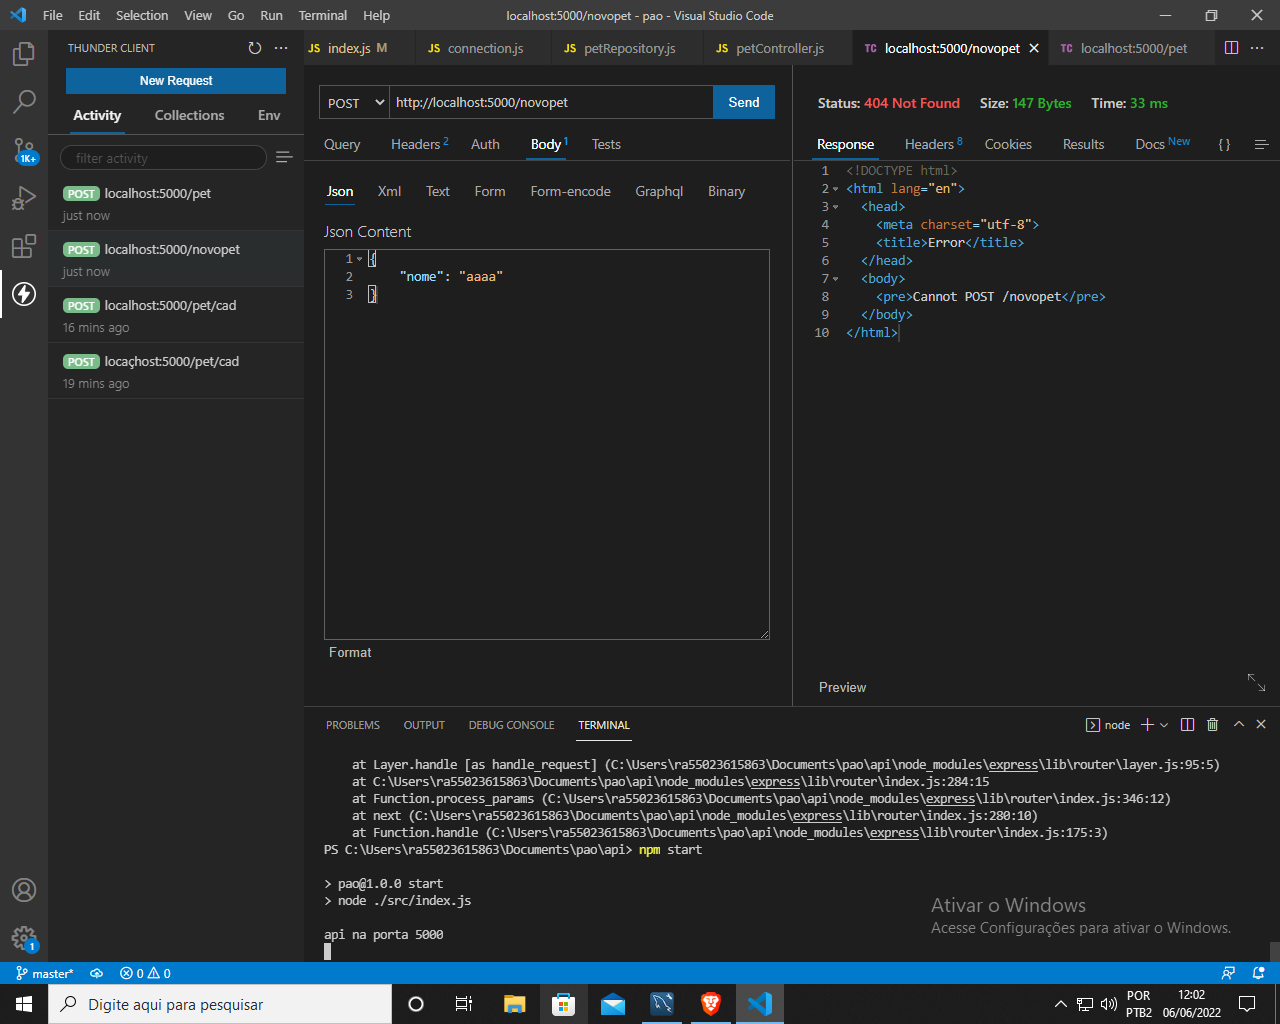 File Edit Selection View Go Run Terminal Help
localhost:5000/novopet - pao - Visual Studio Code
THUNDER CLIENT
New Request
Activity Collections Env
filter activity
POST localhost:5000/pet
just now
POST localhost:5000/novopet
just now
POST localhost:5000/pet/cad
16 mins ago
POST locaçhost:5000/pet/cad
19 mins ago
1K+
1
JS index.js M
JS connection.js
JS petRepository.js
JS petController.js
TC localhost:5000/novopet
TC localhost:5000/pet
POST http://localhost:5000/novopet Send
Query Headers 2 Auth Body 1 Tests
Json Xml Text Form Form-encode Graphql Binary
Json Content
1 {
2 "nome": "aaaa"
3 }
Format
Status: 404 Not Found Size: 147 Bytes Time: 33 ms
Response Headers 8 Cookies Results Docs New { }
1 <!DOCTYPE html>
2 <html lang="en">
3 <head>
4 <meta charset="utf-8">
5 <title>Error</title>
6 </head>
7 <body>
8 <pre>Cannot POST /novopet</pre>
9 </body>
10 </html>
Preview
PROBLEMS OUTPUT DEBUG CONSOLE TERMINAL
node
at Layer.handle [as handle_request] (C:\Users\ra55023615863\Documents\pao\api\node_modules\express\lib\router\layer.js:95:5)
at C:\Users\ra55023615863\Documents\pao\api\node_modules\express\lib\router\index.js:284:15
at Function.process_params (C:\Users\ra55023615863\Documents\pao\api\node_modules\express\lib\router\index.js:346:12)
at next (C:\Users\ra55023615863\Documents\pao\api\node_modules\express\lib\router\index.js:280:10)
at Function.handle (C:\Users\ra55023615863\Documents\pao\api\node_modules\express\lib\router\index.js:175:3)
PS C:\Users\ra55023615863\Documents\pao\api> npm start
> pao@1.0.0 start
> node ./src/index.js
api na porta 5000
Ativar o Windows
Acesse Configurações para ativar o Windows.
master* 0 0
Digite aqui para pesquisar
POR
PTB2
12:02
06/06/2022